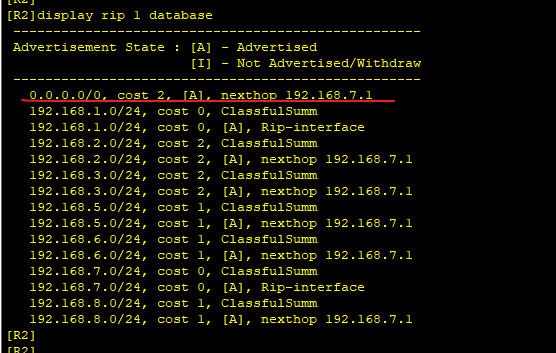 [R2]
[R2]display rip 1 database
---------------------------------------------------
Advertisement State : [A] - Advertised
[I] - Not Advertised/Withdraw
---------------------------------------------------
0.0.0.0/0, cost 2, [A], nexthop 192.168.7.1
192.168.1.0/24, cost 0, ClassfulSumm
192.168.1.0/24, cost 0, [A], Rip-interface
192.168.2.0/24, cost 2, ClassfulSumm
192.168.2.0/24, cost 2, [A], nexthop 192.168.7.1
192.168.3.0/24, cost 2, ClassfulSumm
192.168.3.0/24, cost 2, [A], nexthop 192.168.7.1
192.168.5.0/24, cost 1, ClassfulSumm
192.168.5.0/24, cost 1, [A], nexthop 192.168.7.1
192.168.6.0/24, cost 1, ClassfulSumm
192.168.6.0/24, cost 1, [A], nexthop 192.168.7.1
192.168.7.0/24, cost 0, ClassfulSumm
192.168.7.0/24, cost 0, [A], Rip-interface
192.168.8.0/24, cost 1, ClassfulSumm
192.168.8.0/24, cost 1, [A], nexthop 192.168.7.1
[R2]
[R2]